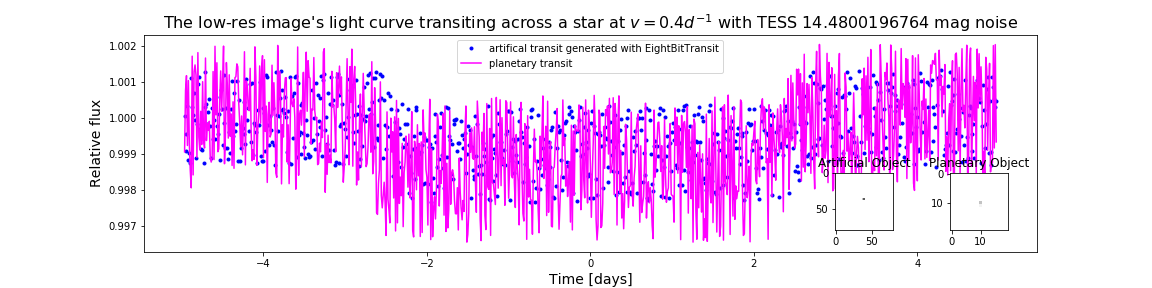 The low-res image's light curve transiting across a star at v = 0.4d⁻¹ with TESS 14.4800196764 mag noise
artifical transit generated with EightBitTransit
planetary transit
Relative flux
1.002
1.001
1.000
0.999
0.998
0.997
Artificial Object
0
50
0 50
Planetary Object
0
10
0 10
−4 −2 0 2 4
Time [days]